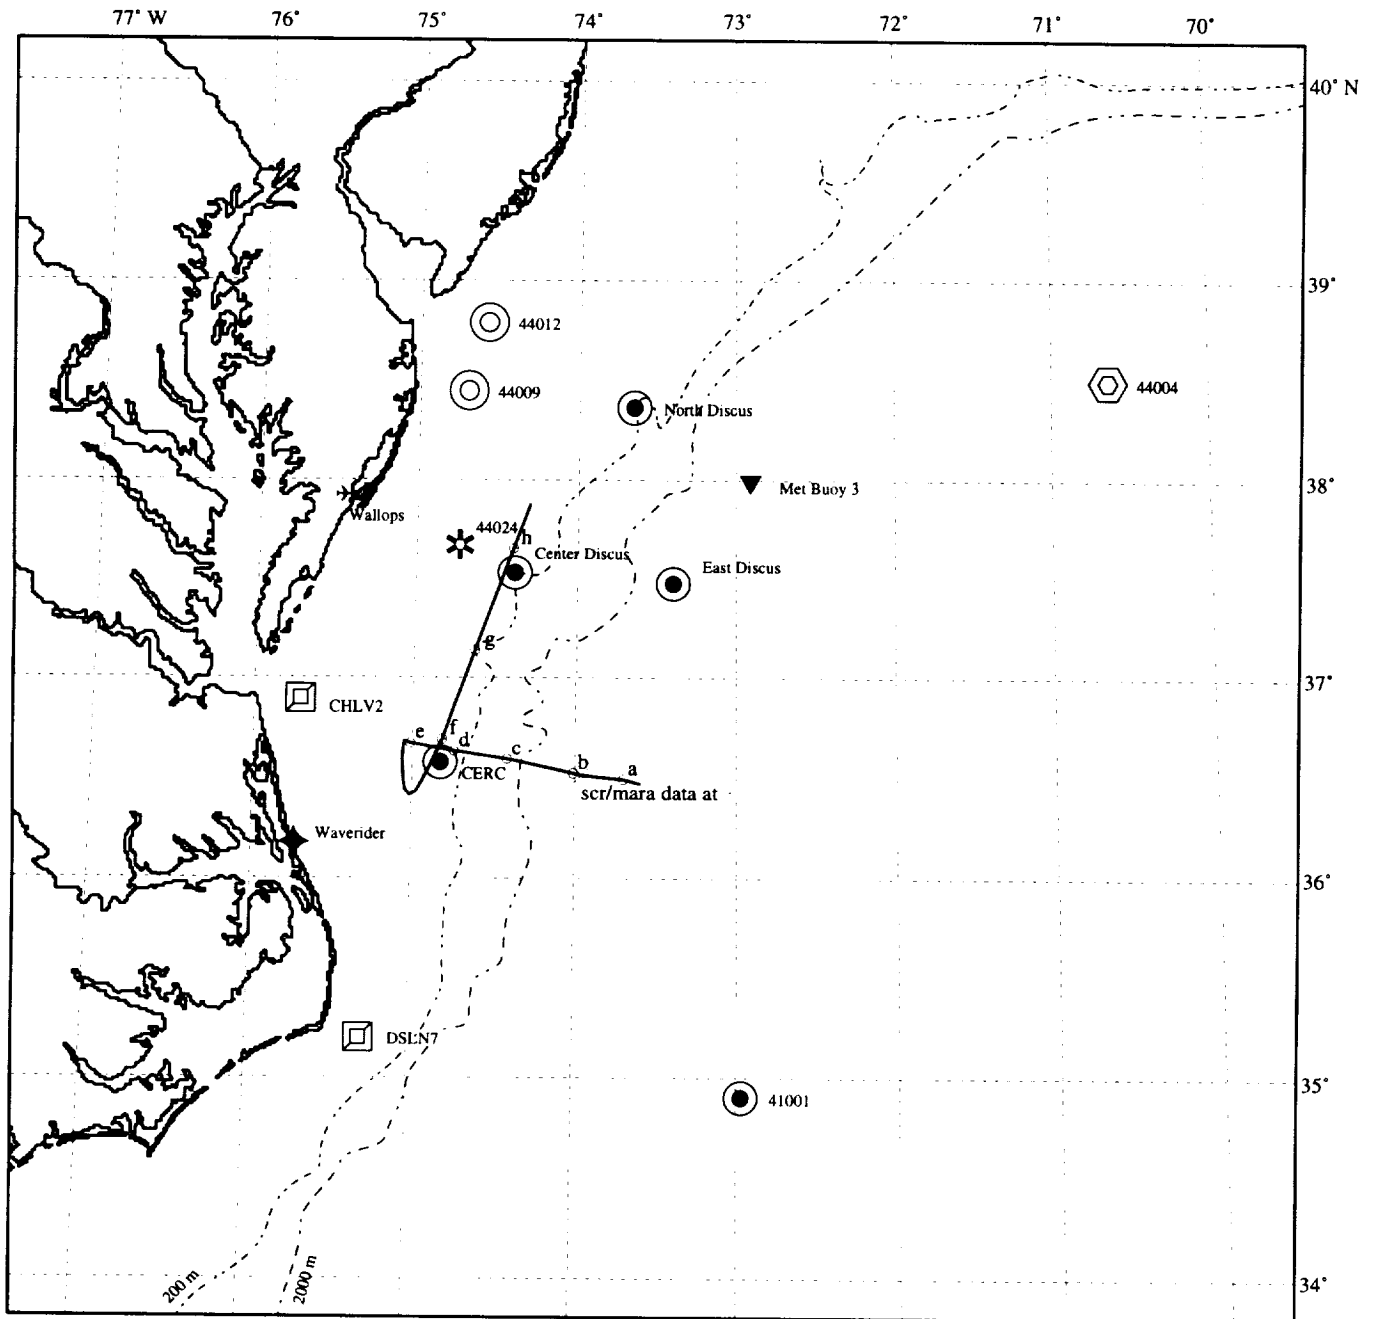 77° W 76° 75° 74° 73° 72° 71° 70°
40° N
39°
44012
44009
44004
North Discus
38°
Met Buoy 3
Wallops
44024
h
Center Discus
East Discus
g
37°
CHLV2
e f
d c b a
CERC
scr/mara data at
Waverider
36°
DSLN7
35°
41001
200 m
2000 m
34°